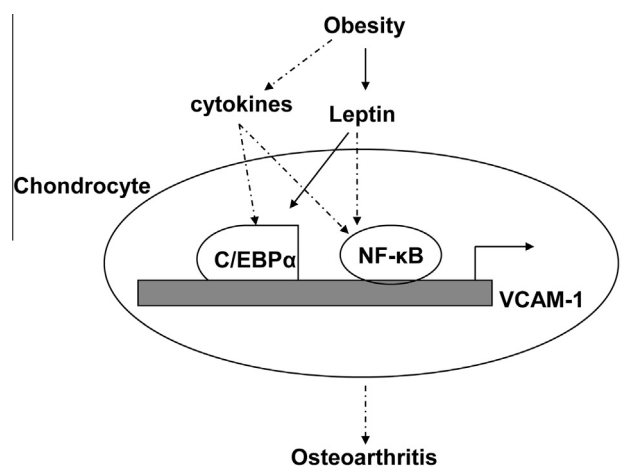 Obesity
cytokines
Leptin
Chondrocyte
C/EBPα
NF-κB
VCAM-1
Osteoarthritis